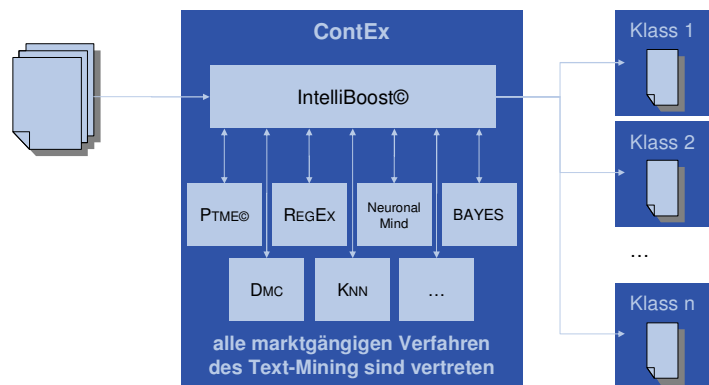 ContEx
IntelliBoost©
PTME©
REGEX
Neuronal
Mind
BAYES
DMC
KNN
…
alle marktgängigen Verfahren
des Text-Mining sind vertreten
Klass 1
Klass 2
…
Klass n